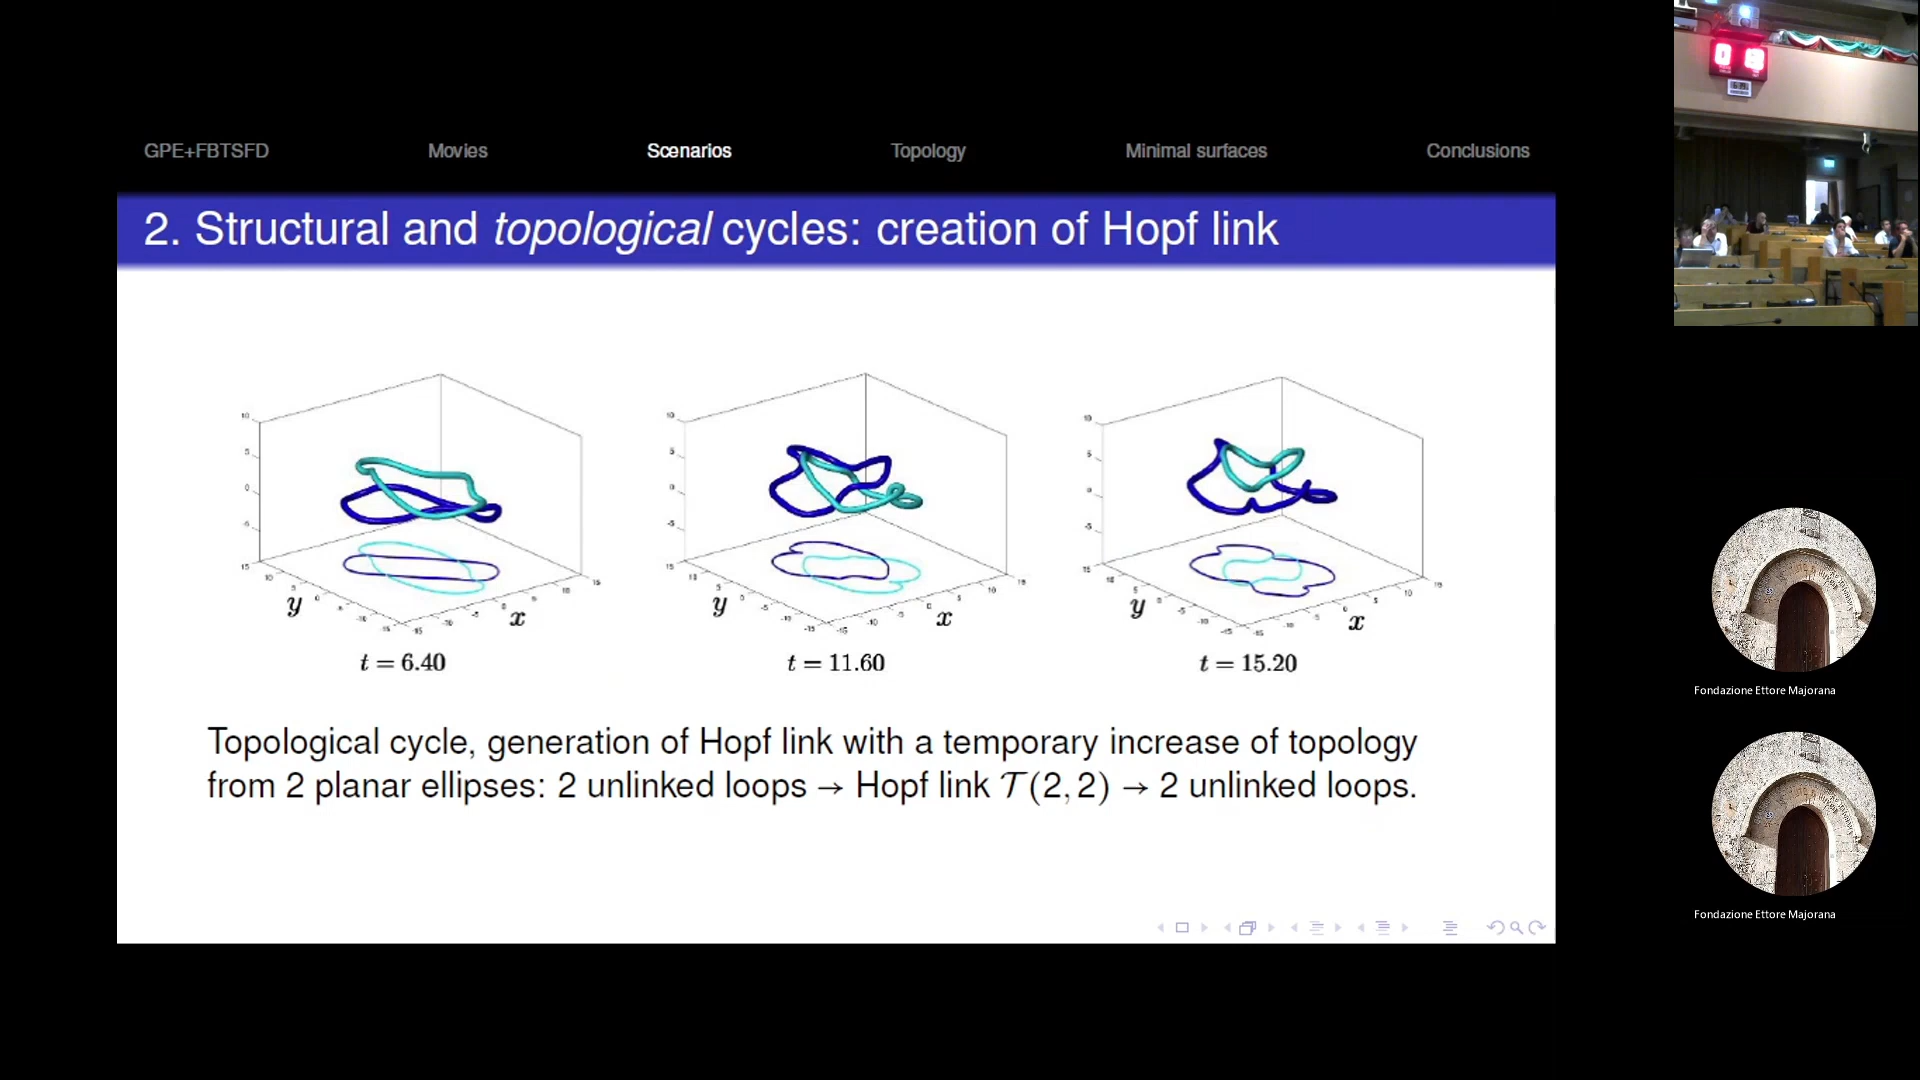 GPE+FBTSFD Movies Scenarios Topology Minimal surfaces Conclusions
2. Structural and topological cycles: creation of Hopf link
y x
y x
y x
t = 6.40
t = 11.60
t = 15.20
Topological cycle, generation of Hopf link with a temporary increase of topology
from 2 planar ellipses: 2 unlinked loops → Hopf link 𝒯(2, 2) → 2 unlinked loops.
Fondazione Ettore Majorana
Fondazione Ettore Majorana